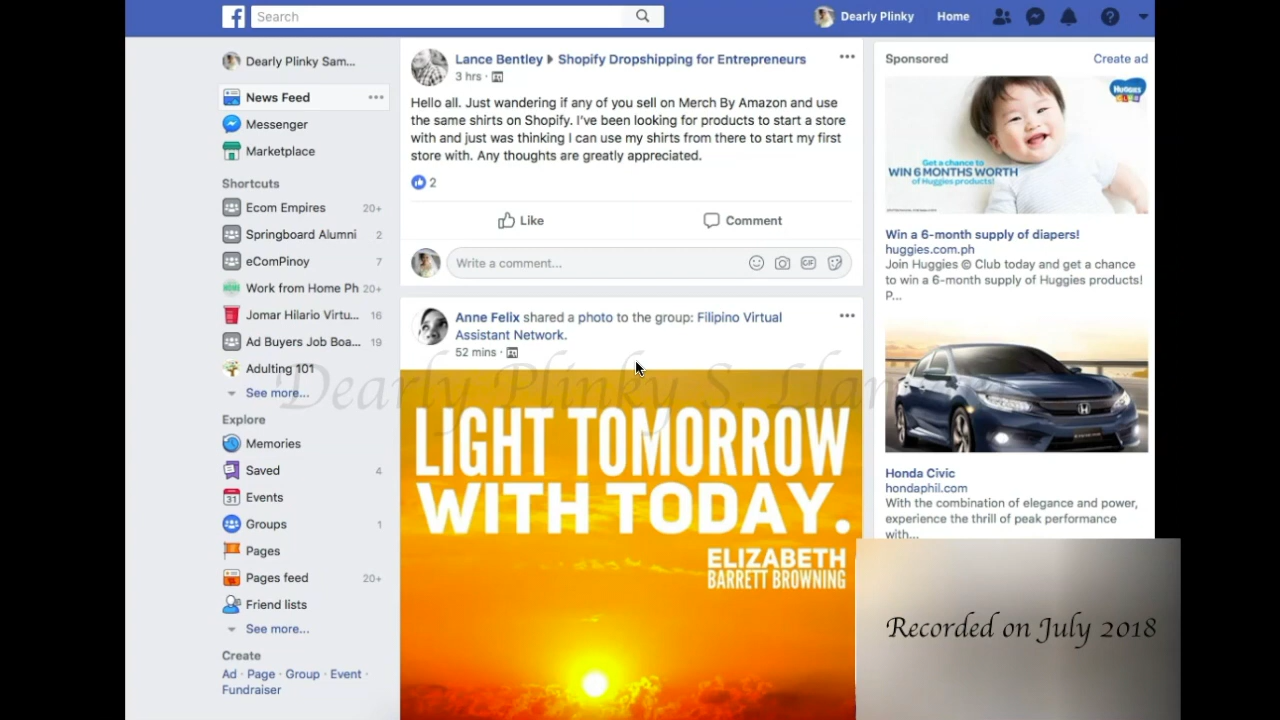 Search
Dearly Plinky
Home
Dearly Plinky Sam...
News Feed
Messenger
Marketplace
Shortcuts
Ecom Empires 20+
Springboard Alumni 2
eComPinoy 7
Work from Home Ph 20+
Jomar Hilario Virtu... 16
Ad Buyers Job Boa... 19
Adulting 101
See more...
Explore
Memories
Saved 4
Events
Groups 1
Pages
Pages feed 20+
Friend lists
See more...
Create
Ad · Page · Group · Event ·
Fundraiser
Lance Bentley ▶ Shopify Dropshipping for Entrepreneurs
3 hrs ·
Hello all. Just wandering if any of you sell on Merch By Amazon and use
the same shirts on Shopify. I've been looking for products to start a store
with and just was thinking I can use my shirts from there to start my first
store with. Any thoughts are greatly appreciated.
2
Like
Comment
Write a comment...
GIF
Anne Felix shared a photo to the group: Filipino Virtual
Assistant Network.
52 mins ·
Dearly Plinky S.
LIGHT TOMORROW
WITH TODAY.
ELIZABETH
BARRETT BROWNING
Sponsored
Create ad
Huggies
Get a chance to
WIN 6 MONTHS WORTH
of Huggies products!
Win a 6-month supply of diapers!
huggies.com.ph
Join Huggies © Club today and get a chance
to win a 6-month supply of Huggies products!
P...
Honda Civic
hondaphil.com
With the combination of elegance and power,
experience the thrill of peak performance
with...
Recorded on July 2018